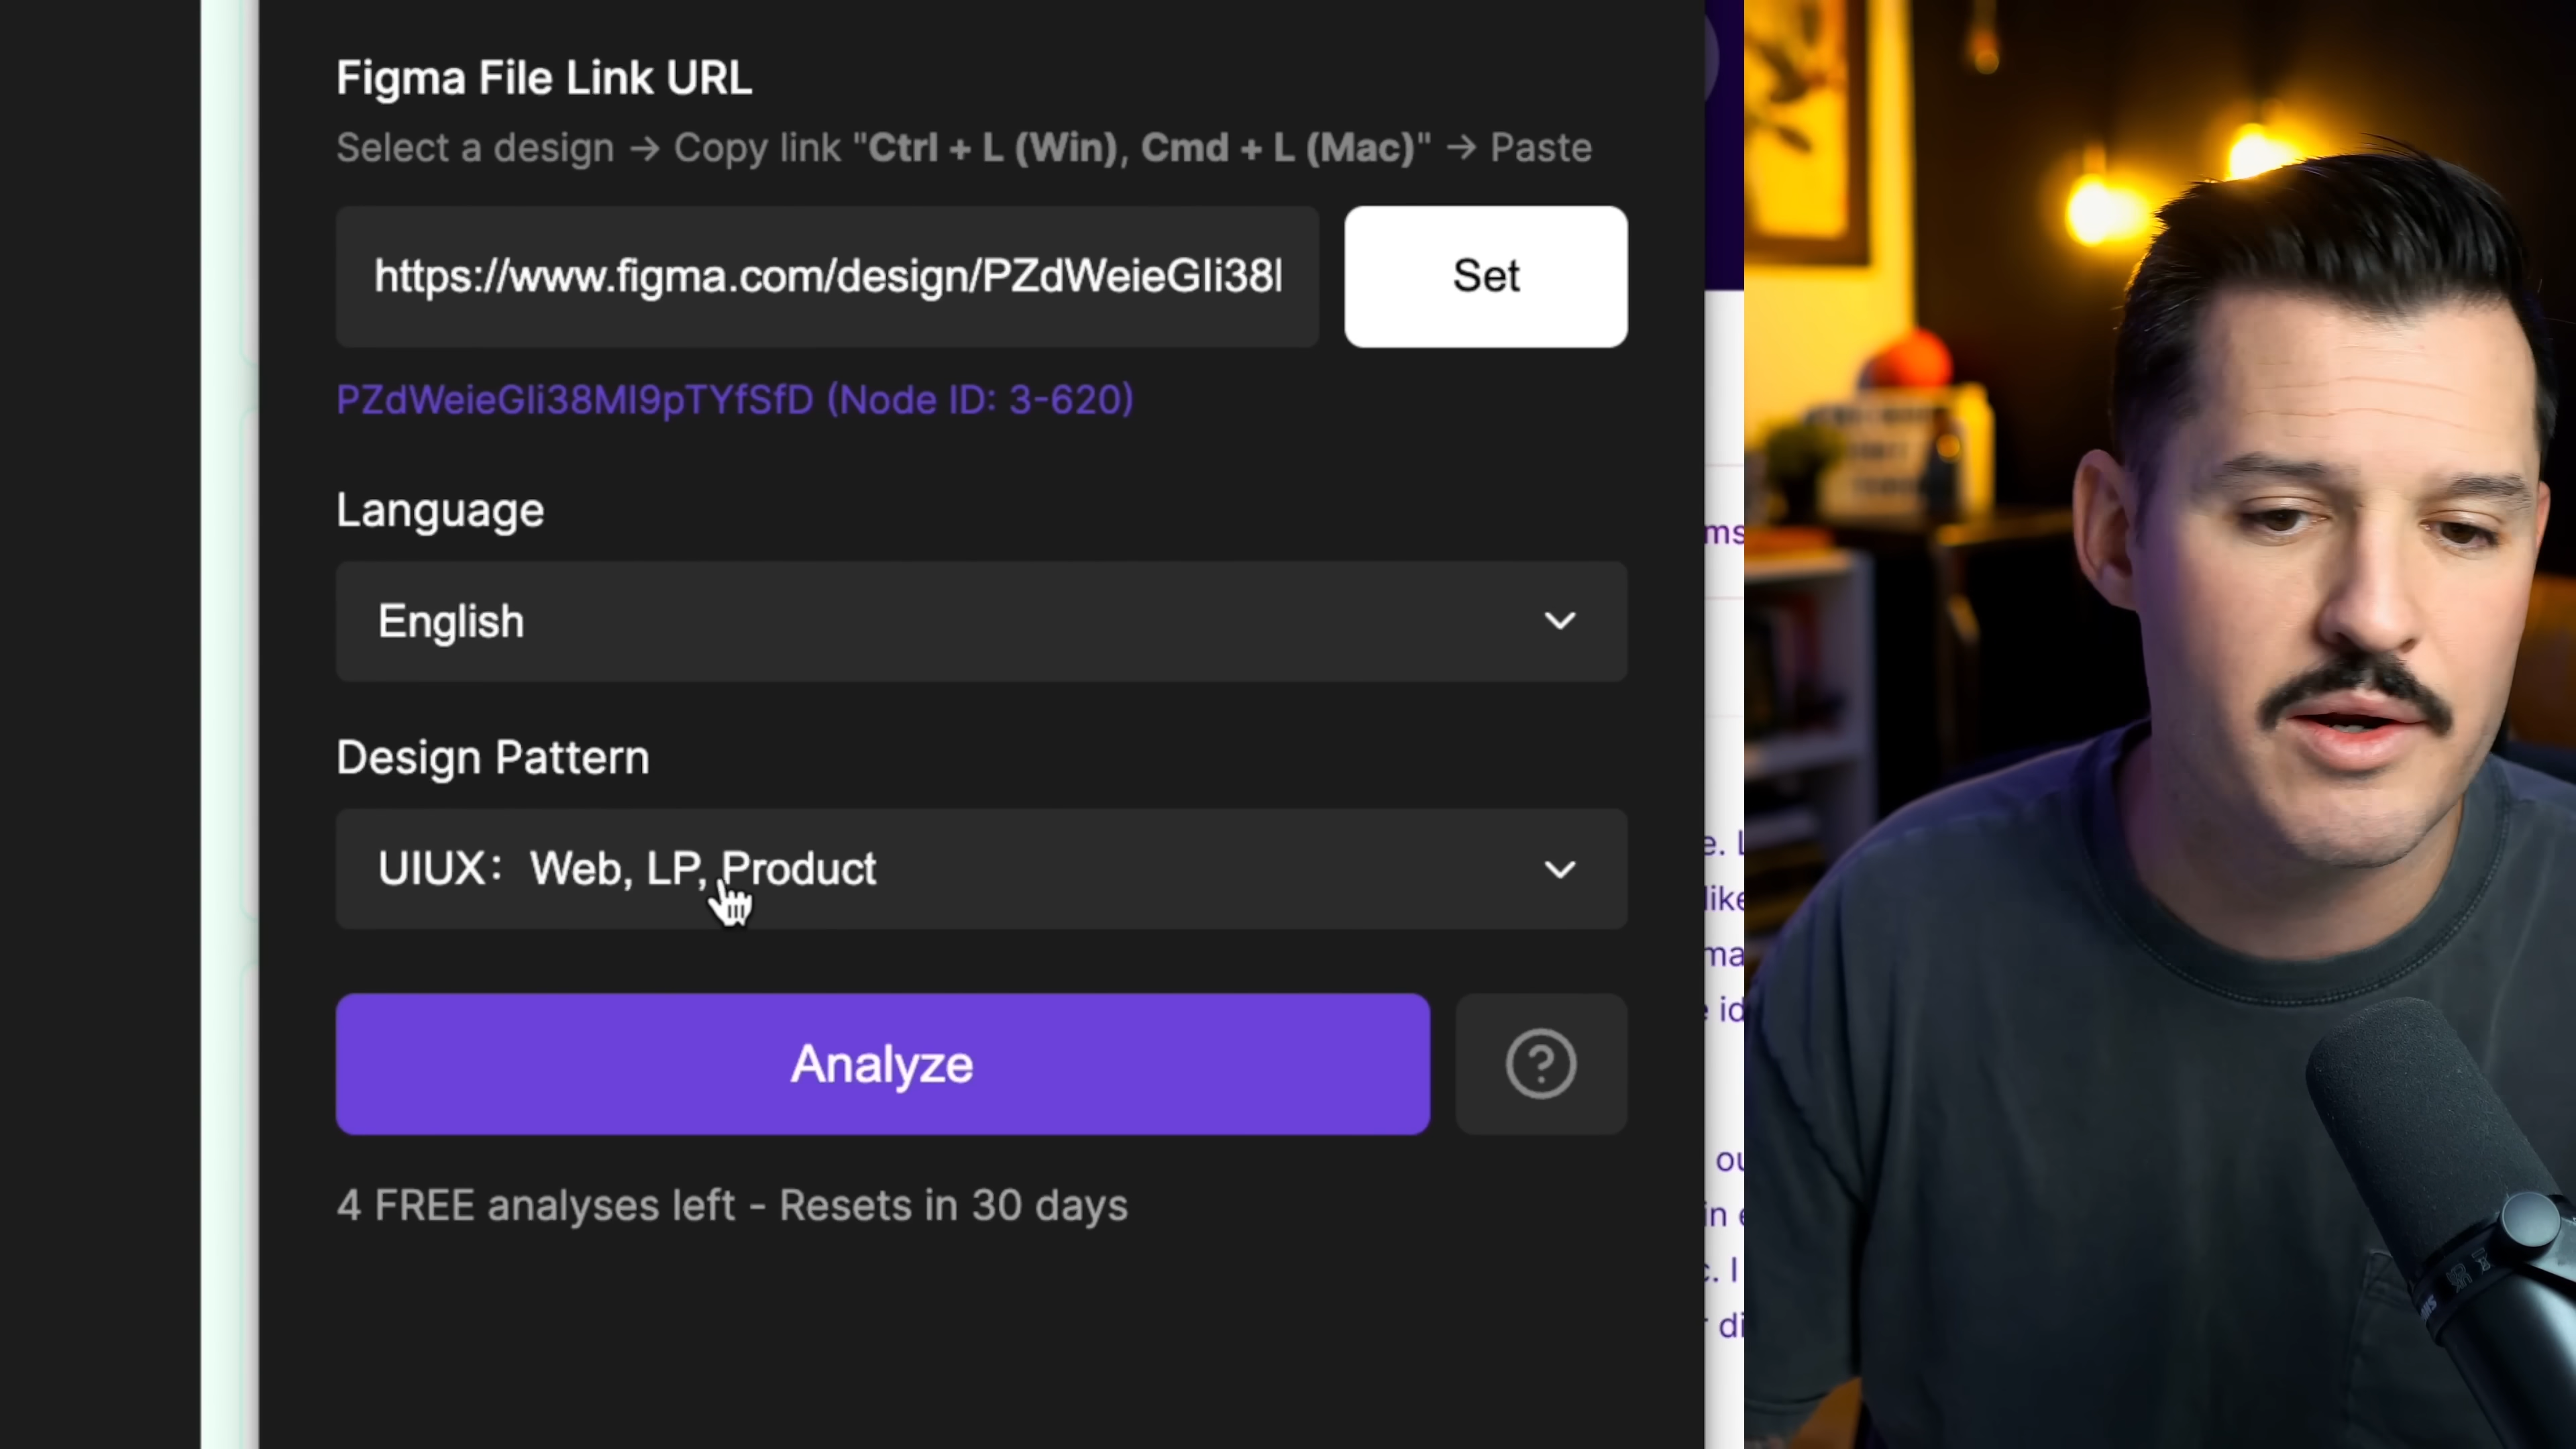 Figma File Link URL
Select a design → Copy link "Ctrl + L (Win), Cmd + L (Mac)" → Paste
https://www.figma.com/design/PZdWeieGIi38l
Set
PZdWeieGIi38MI9pTYfSfD (Node ID: 3-620)
Language
English
Design Pattern
UIUX: Web, LP, Product
Analyze
4 FREE analyses left - Resets in 30 days